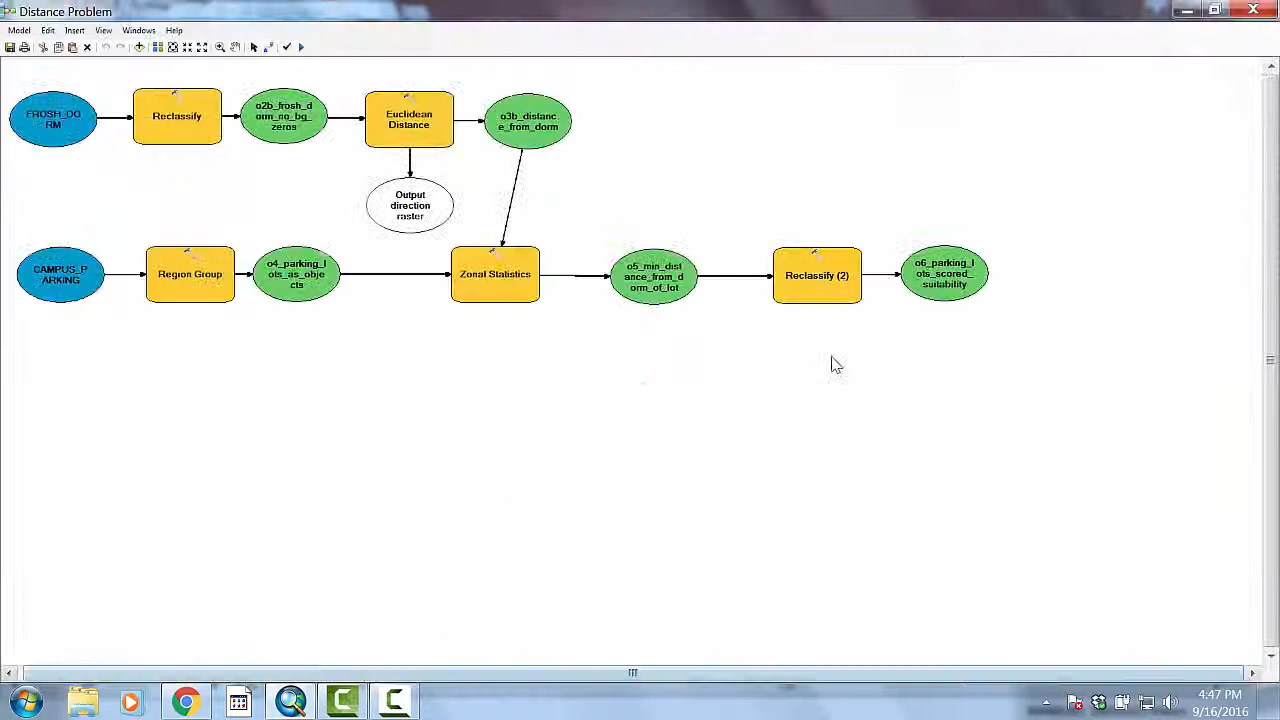 Distance Problem
Model Edit Insert View Windows Help
FROSH_DO
RM
Reclassify
o2b_frosh_d
orm_no_bg_
zeros
Euclidean
Distance
o3b_distanc
e_from_dorm
Output
direction
raster
CAMPUS_P
ARKING
Region Group
o4_parking_l
ots_as_obje
cts
Zonal Statistics
o5_min_dist
ance_from_d
orm_of_lot
Reclassify (2)
o6_parking_l
ots_scored_
suitability
4:47 PM
9/16/2016